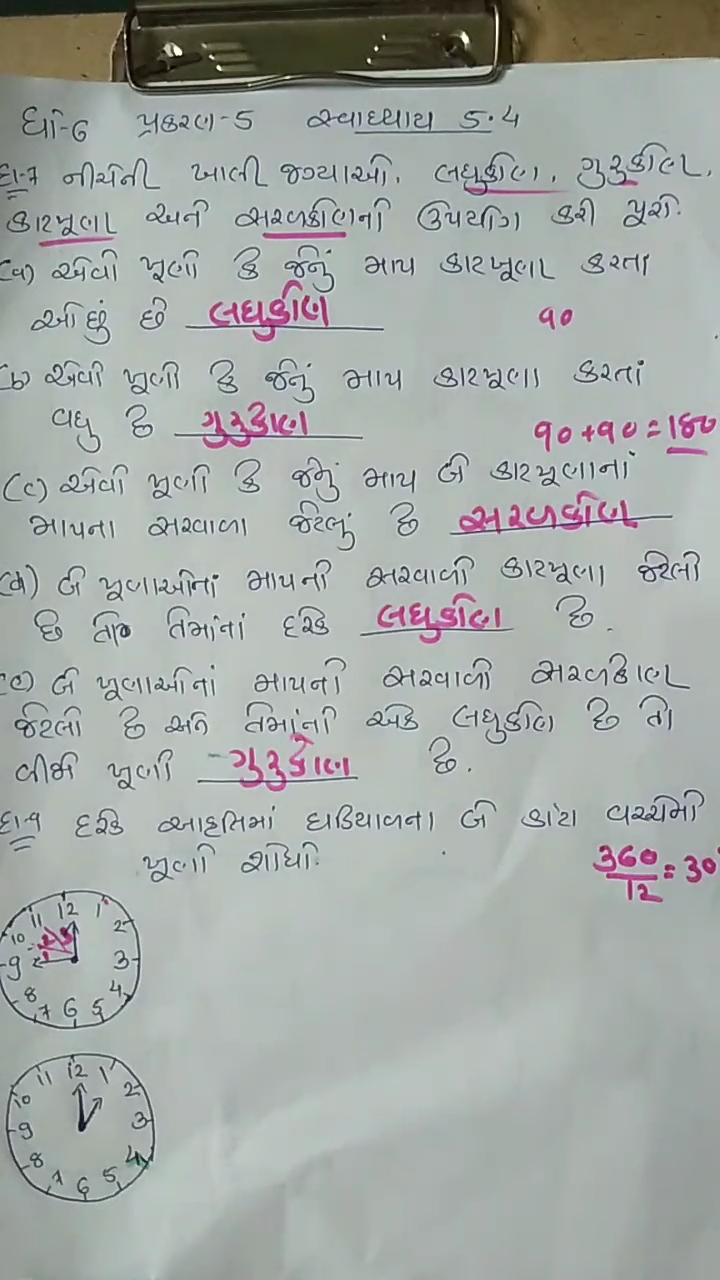 ધો-6 પ્રકરણ-5 સ્વાધ્યાય 5.4
દા-7 નીચેની ખાલી જગ્યાઓ, લઘુકોણ, ગુરુકોણ,
કાટખૂણા અને સરળકોણનો ઉપયોગ કરી પૂરો.
(a) એવો ખૂણો કે જેનું માપ કાટખૂણા કરતા
ઓછું છે લઘુકોણ 90
(b) એવો ખૂણો કે જેનું માપ કાટખૂણા કરતાં
વધુ છે ગુરુકોણ 90+90=180
(c) એવો ખૂણો કે જેનું માપ બે કાટખૂણાનાં
માપના સરવાળા જેટલું છે સરળકોણ
(d) બે ખૂણાઓનાં માપનો સરવાળો કાટખૂણા જેટલો
છે તો તેમાંનાં દરેક લઘુકોણ છે.
(e) બે ખૂણાઓનાં માપનો સરવાળો સરળકોણ
જેટલો છે અને તેમાંનો એક લઘુકોણ છે તો
બીજો ખૂણો ગુરુકોણ છે.
દા-9 દરેક આકૃતિમાં ઘડિયાળના બે કાંટા વચ્ચેનો
ખૂણો શોધો.
360/12 = 30°
12 1 2 3 4 5 6 7 8 9 10 11
12 1 2 3 4 5 6 7 8 9 10 11